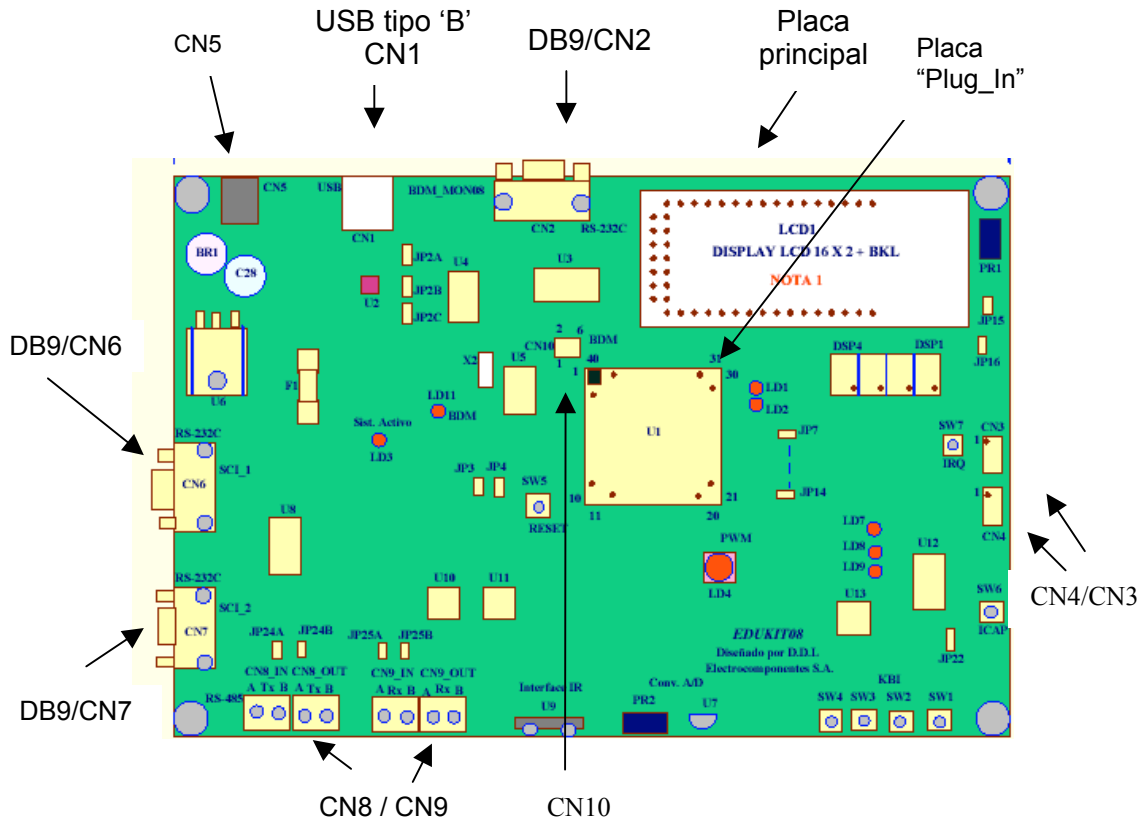 CN5
USB tipo ‘B’
CN1
DB9/CN2
Placa
principal
Placa
“Plug_In”
CN5
USB
CN1
BDM_MON08
CN2
RS-232C
LCD1
DISPLAY LCD 16 X 2 + BKL
NOTA 1
PR1
BR1
C28
JP2A
JP2B
JP2C
U2
U4
U3
JP15
JP16
DSP4
DSP1
DB9/CN6
U6
F1
X2
U5
2
6
CN10
BDM
1
40
1
31
30
LD1
LD2
LD11
BDM
Sist. Activo
LD3
U1
JP7
SW7
IRQ
CN3
1
RS-232C
SCI_1
CN6
JP3
JP4
SW5
RESET
10
11
21
20
JP14
1
CN4
U8
PWM
LD4
LD7
LD8
LD9
U12
CN4/CN3
RS-232C
SCI_2
CN7
U10
U11
U13
SW6
ICAP
JP22
JP24A
JP24B
JP25A
JP25B
EDUKIT08
Diseñado por D.D.I.
Electrocomponentes S.A.
CN8_IN
CN8_OUT
CN9_IN
CN9_OUT
RS-485
A Tx B
A Tx B
A Rx B
A Rx B
Interface IR
U9
Conv. A/D
PR2
U7
KBI
SW4
SW3
SW2
SW1
DB9/CN7
CN8 / CN9
CN10